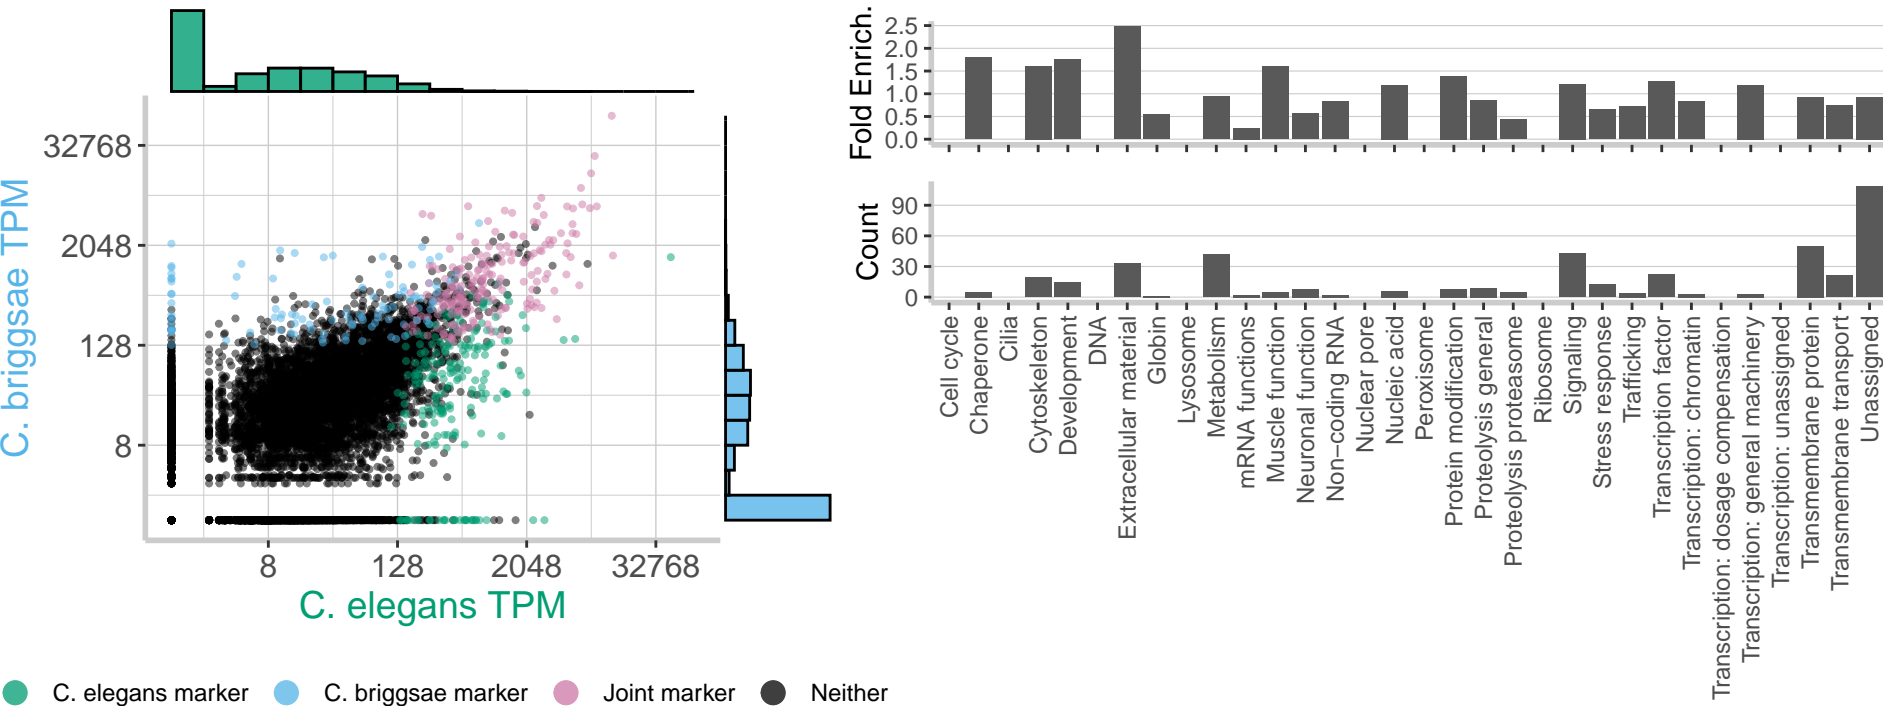 32768
2048
128
8
C. briggsae TPM
8
128
2048
32768
C. elegans TPM
C. elegans marker
C. briggsae marker
Joint marker
Neither
Fold Enrich.
2.5
2.0
1.5
1.0
0.5
0.0
Count
90
60
30
0
Cell cycle
Chaperone
Cilia
Cytoskeleton
Development
DNA
Extracellular material
Globin
Lysosome
Metabolism
mRNA functions
Muscle function
Neuronal function
Non−coding RNA
Nuclear pore
Nucleic acid
Peroxisome
Protein modification
Proteolysis general
Proteolysis proteasome
Ribosome
Signaling
Stress response
Trafficking
Transcription factor
Transcription: chromatin
Transcription: dosage compensation
Transcription: general machinery
Transcription: unassigned
Transmembrane protein
Transmembrane transport
Unassigned